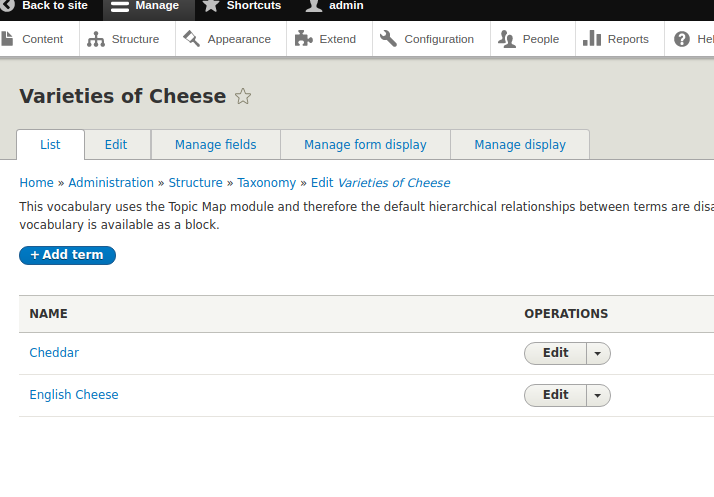 Back to site Manage Shortcuts admin
Content Structure Appearance Extend Configuration People Reports Hel
Varieties of Cheese
List Edit Manage fields Manage form display Manage display
Home » Administration » Structure » Taxonomy » Edit Varieties of Cheese
This vocabulary uses the Topic Map module and therefore the default hierarchical relationships between terms are disa
vocabulary is available as a block.
+ Add term
NAME OPERATIONS
Cheddar Edit
English Cheese Edit